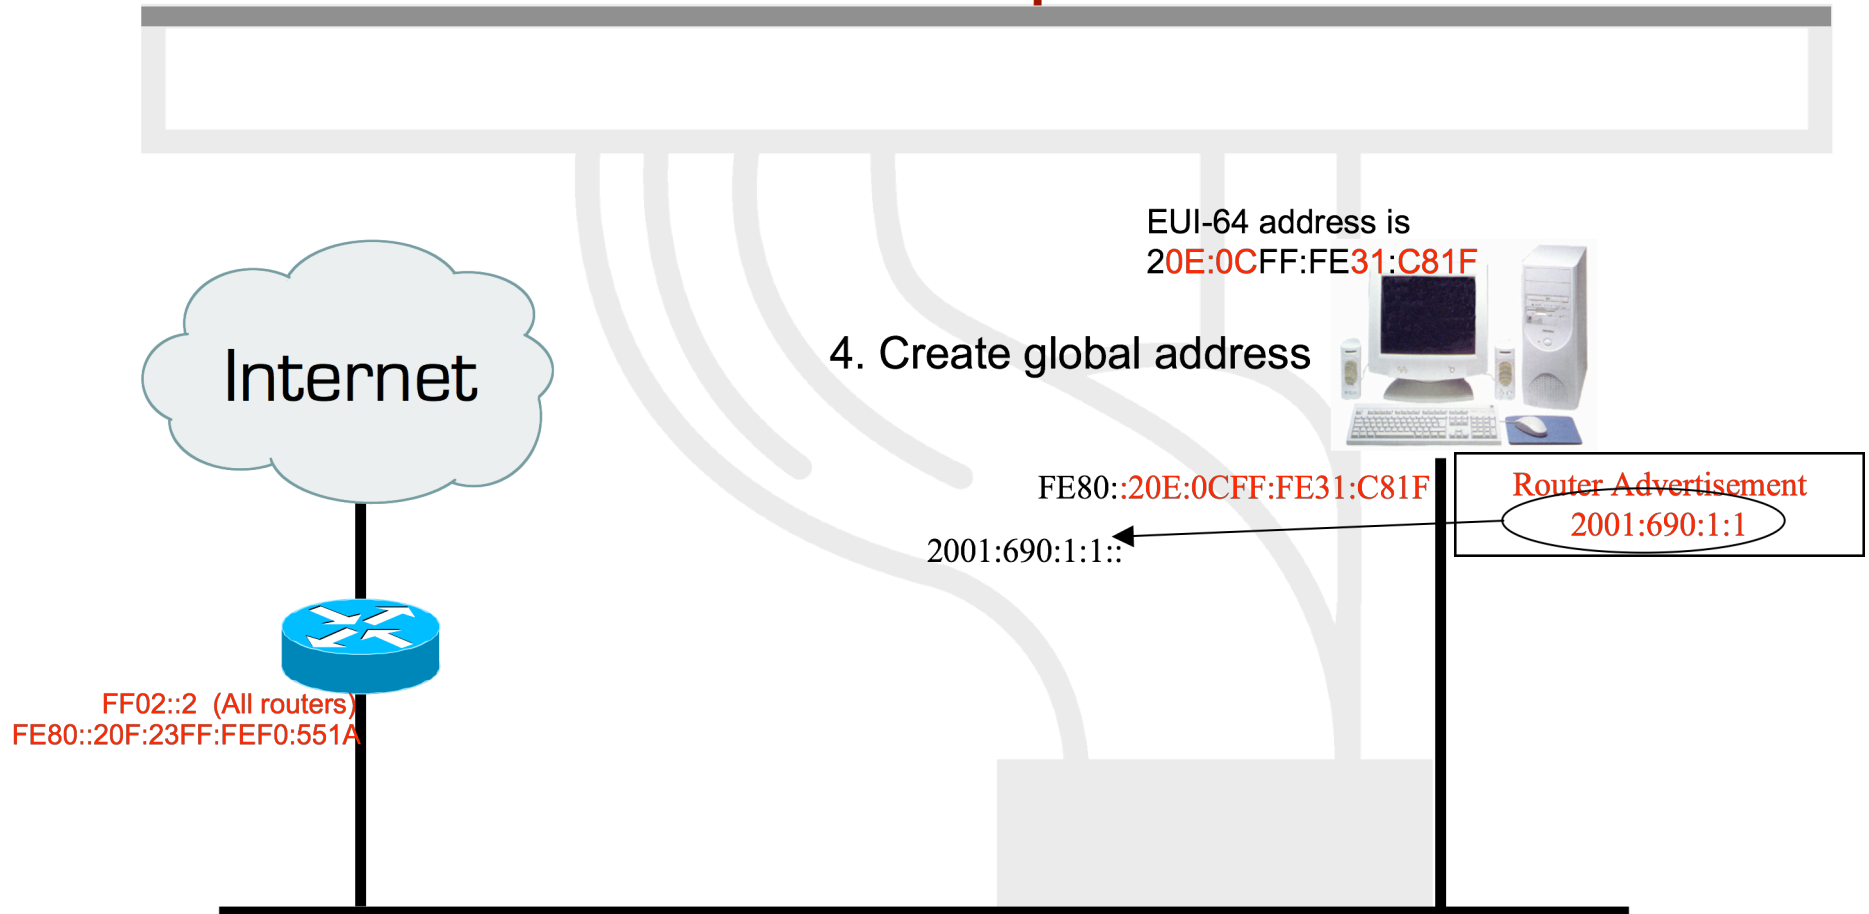 EUI-64 address is
20E:0CFF:FE31:C81F
Internet
4. Create global address
FE80::20E:0CFF:FE31:C81F
Router Advertisement
2001:690:1:1
2001:690:1:1::
FF02::2 (All routers)
FE80::20F:23FF:FEF0:551A